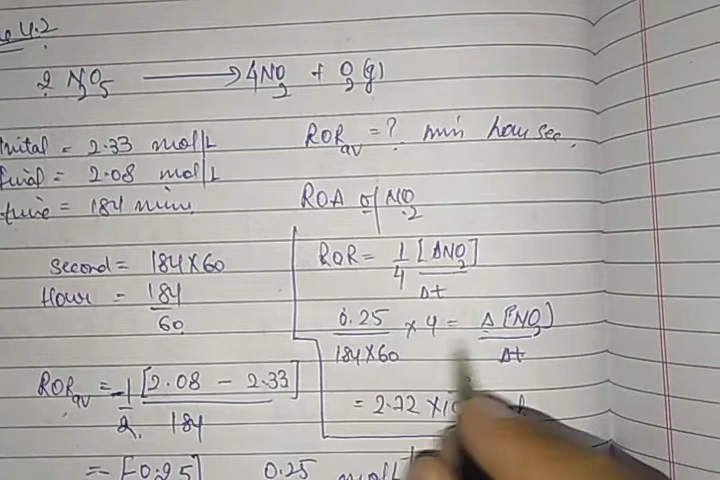 4.2
2 N2O5 ⟶ 4NO2 + O2(g)
Inital = 2.33 mol/L
final = 2.08 mol/L
time = 184 min.
RORav = ? min hour sec.
ROA of NO2
second = 184×60
Hour = 184/60
ROR = 1/4 [ΔNO2]/Δt
0.25/184×60 × 4 = Δ[NO2]/Δt
= 2.72 ×10
RORav = -1/2 [2.08 - 2.33]/184
= [-0.25] 0.25 mol L